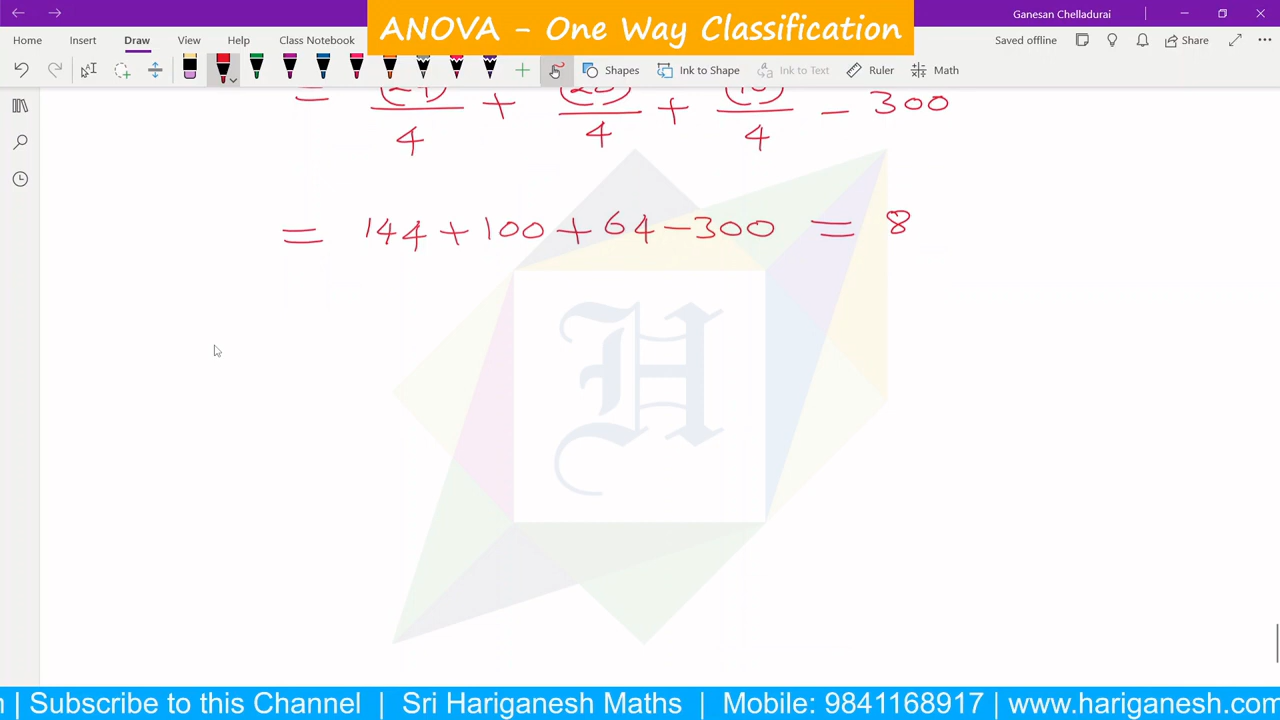 Ganesan Chelladurai
ANOVA - One Way Classification
Home Insert Draw View Help Class Notebook Saved offline Share
Shapes Ink to Shape Ink to Text Ruler Math
= + + - 300
4 4 4
= 144 + 100 + 64 - 300 = 8
H
| Subscribe to this Channel | Sri Hariganesh Maths | Mobile: 9841168917 | www.hariganesh.com